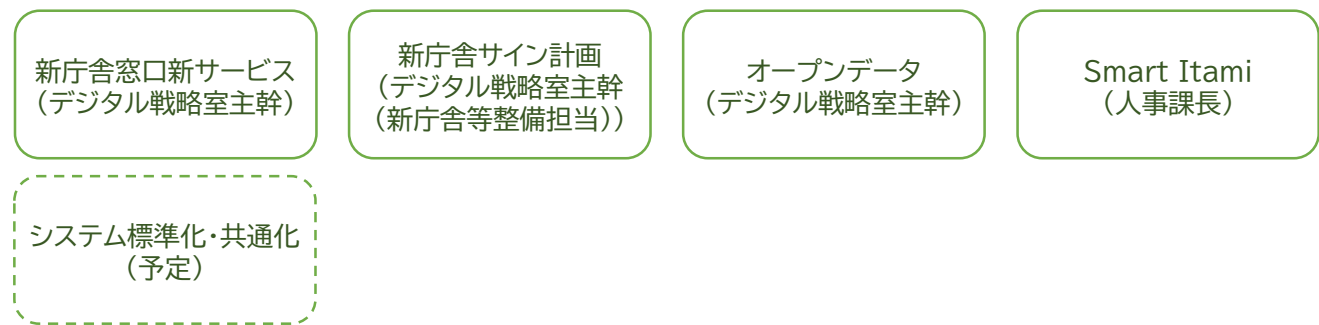 新庁舎窓口新サービス
(デジタル戦略室主幹)
新庁舎サイン計画
(デジタル戦略室主幹
(新庁舎等整備担当))
オープンデータ
(デジタル戦略室主幹)
Smart Itami
(人事課長)
システム標準化・共通化
(予定)